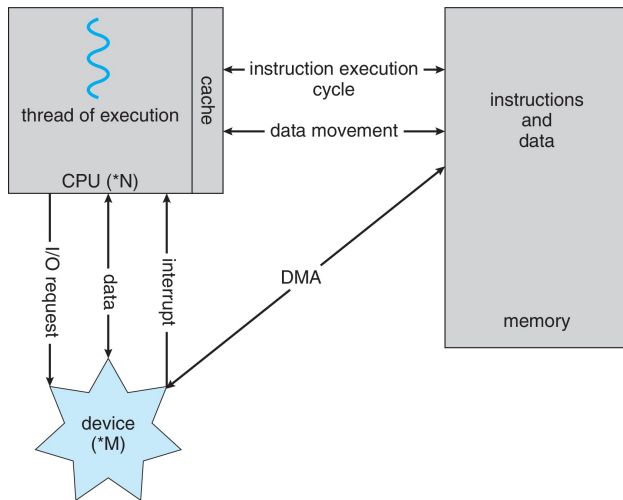 thread of execution
cache
CPU (*N)
instruction execution
cycle
data movement
instructions
and
data
memory
I/O request
data
interrupt
DMA
device
(*M)